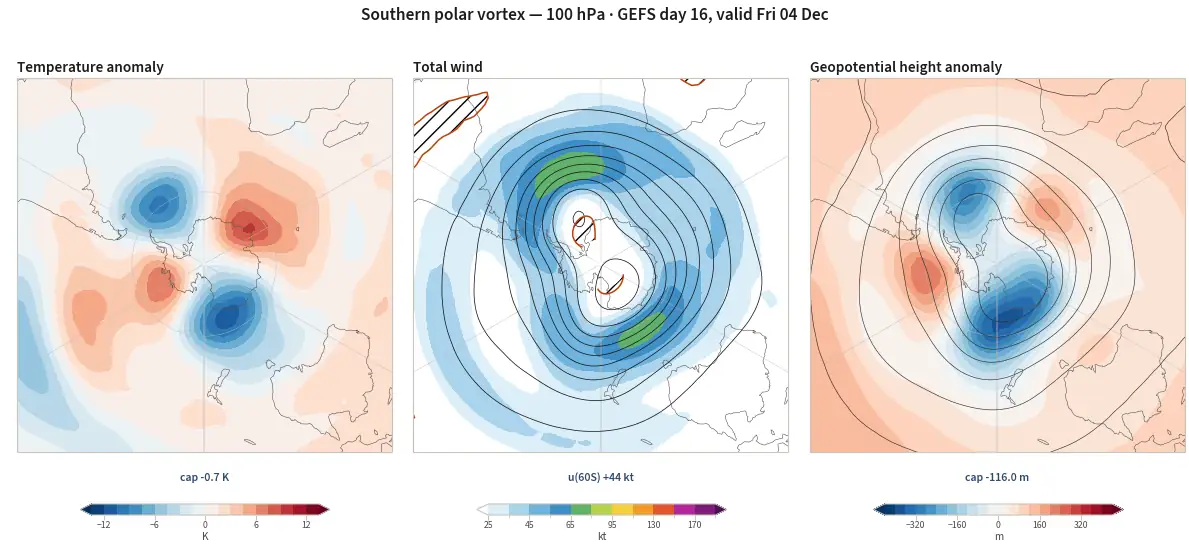 Southern polar vortex — 100 hPa · GEFS day 16, valid Fri 04 Dec
Temperature anomaly
Total wind
Geopotential height anomaly
cap -0.7 K
u(60S) +44 kt
cap -116.0 m
−12 −6 0 6 12
K
25 45 65 95 130 170
kt
−320 −160 0 160 320
m